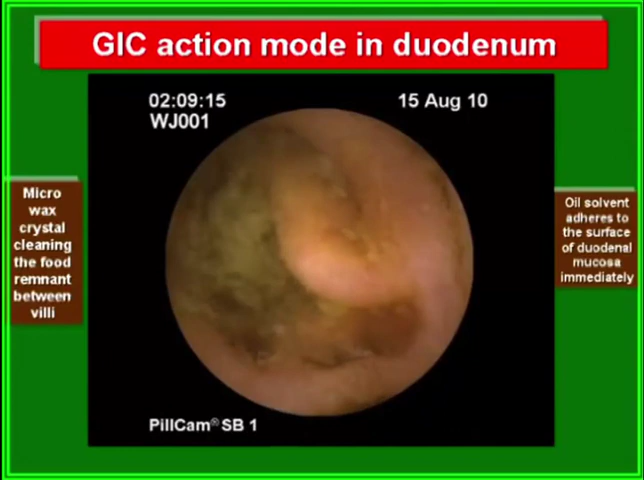 GIC action mode in duodenum
02:09:15
15 Aug 10
WJ001
Micro
wax
crystal
cleaning
the food
remnant
between
villi
Oil solvent
adheres to
the surface
of duodenal
mucosa
immediately
PillCam® SB 1